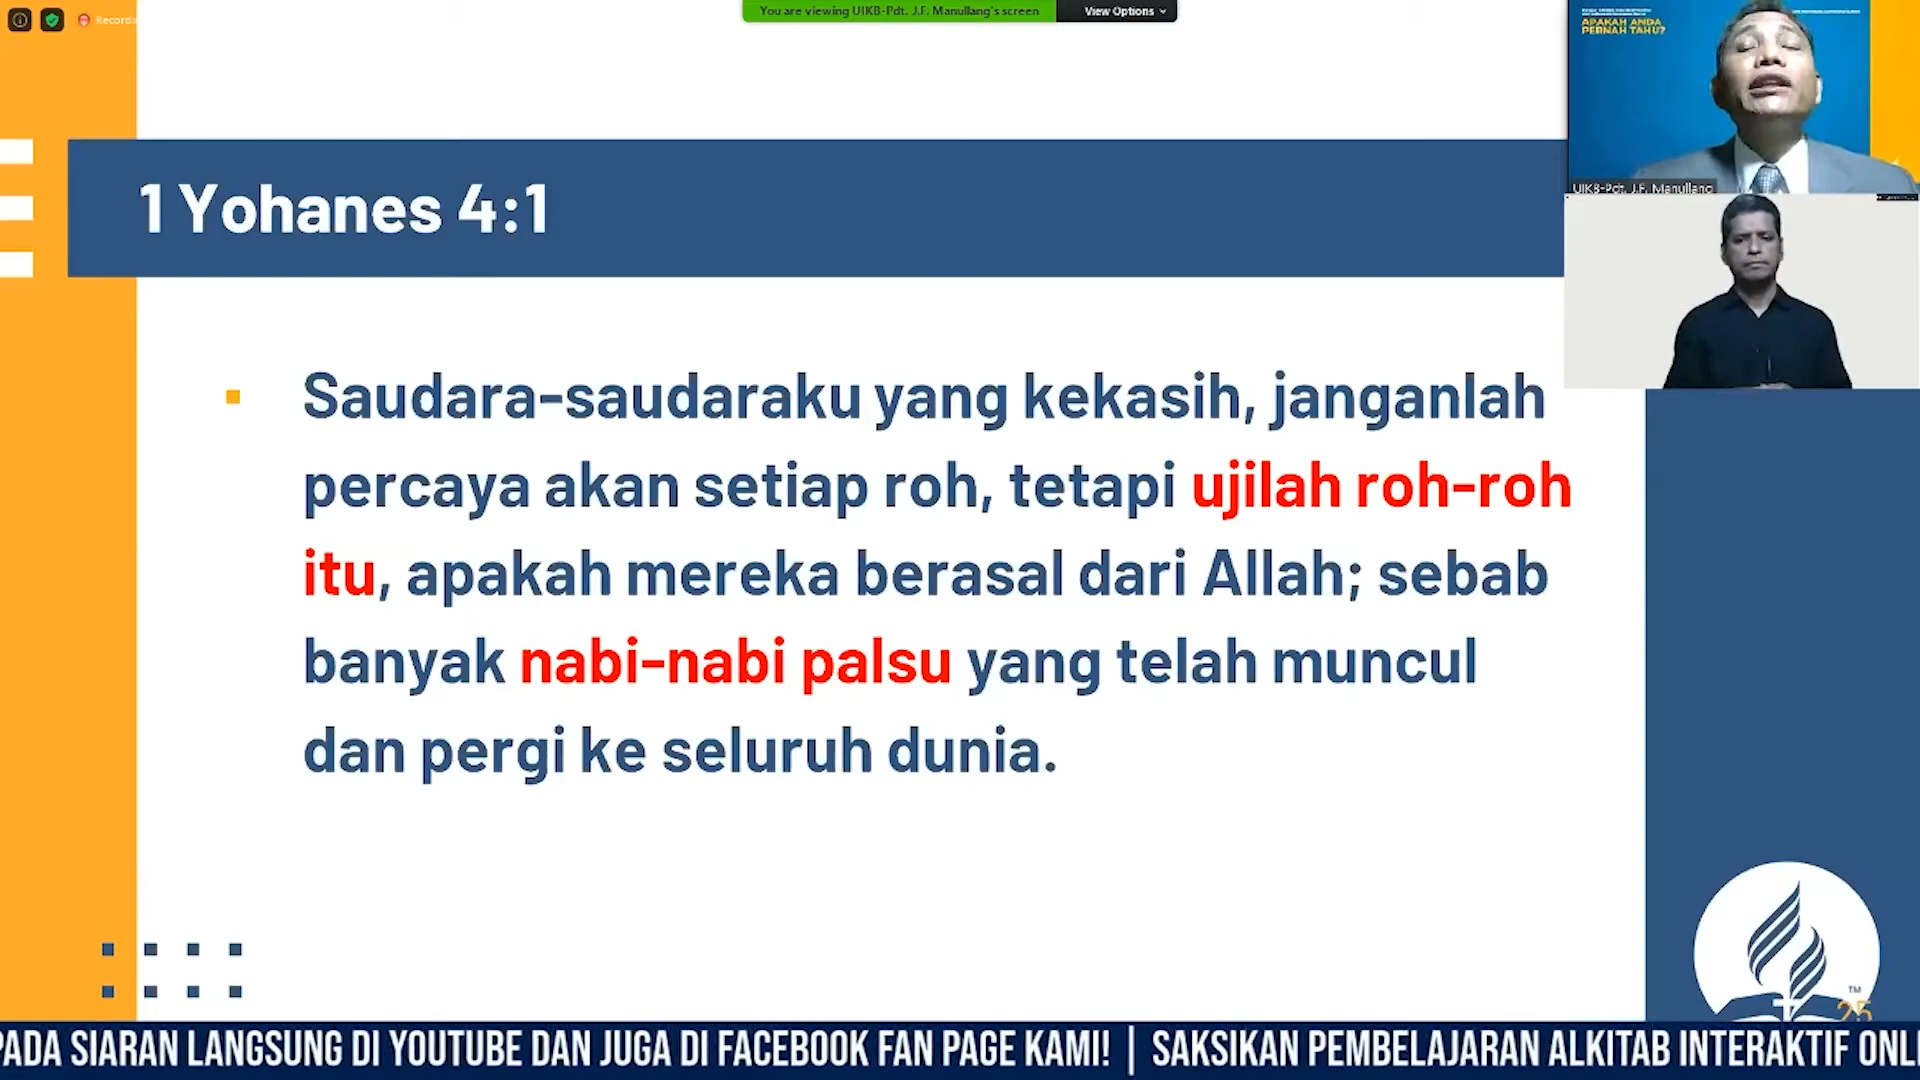 Recordin
You are viewing UIKB-Pdt. J.F. Manullang's screen
View Options
APAKAH ANDA
PERNAH TAHU?
UIKB-Pdt. J.F. Manullang
1 Yohanes 4:1
Saudara-saudaraku yang kekasih, janganlah
percaya akan setiap roh, tetapi ujilah roh-roh
itu, apakah mereka berasal dari Allah; sebab
banyak nabi-nabi palsu yang telah muncul
dan pergi ke seluruh dunia.
TM
25
PADA SIARAN LANGSUNG DI YOUTUBE DAN JUGA DI FACEBOOK FAN PAGE KAMI! | SAKSIKAN PEMBELAJARAN ALKITAB INTERAKTIF ONLI